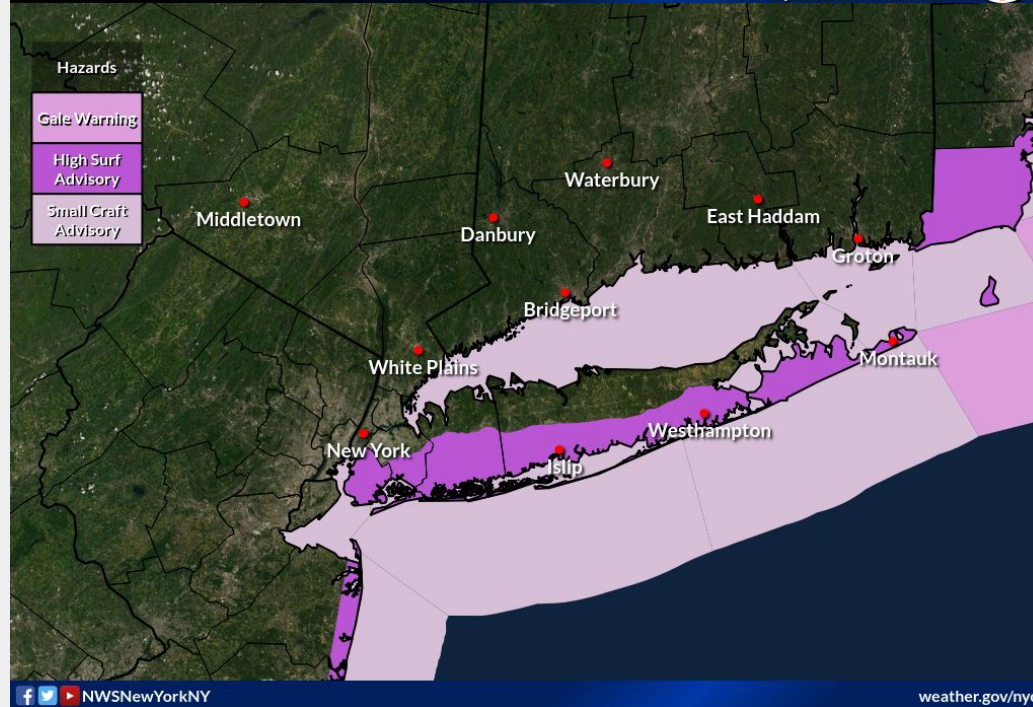 Hazards
Gale Warning
High Surf
Advisory
Small Craft
Advisory
Waterbury
Middletown
East Haddam
Danbury
Groton
Bridgeport
White Plains
Montauk
New York
Westhampton
Islip
NWSNewYorkNY
weather.gov/nyc